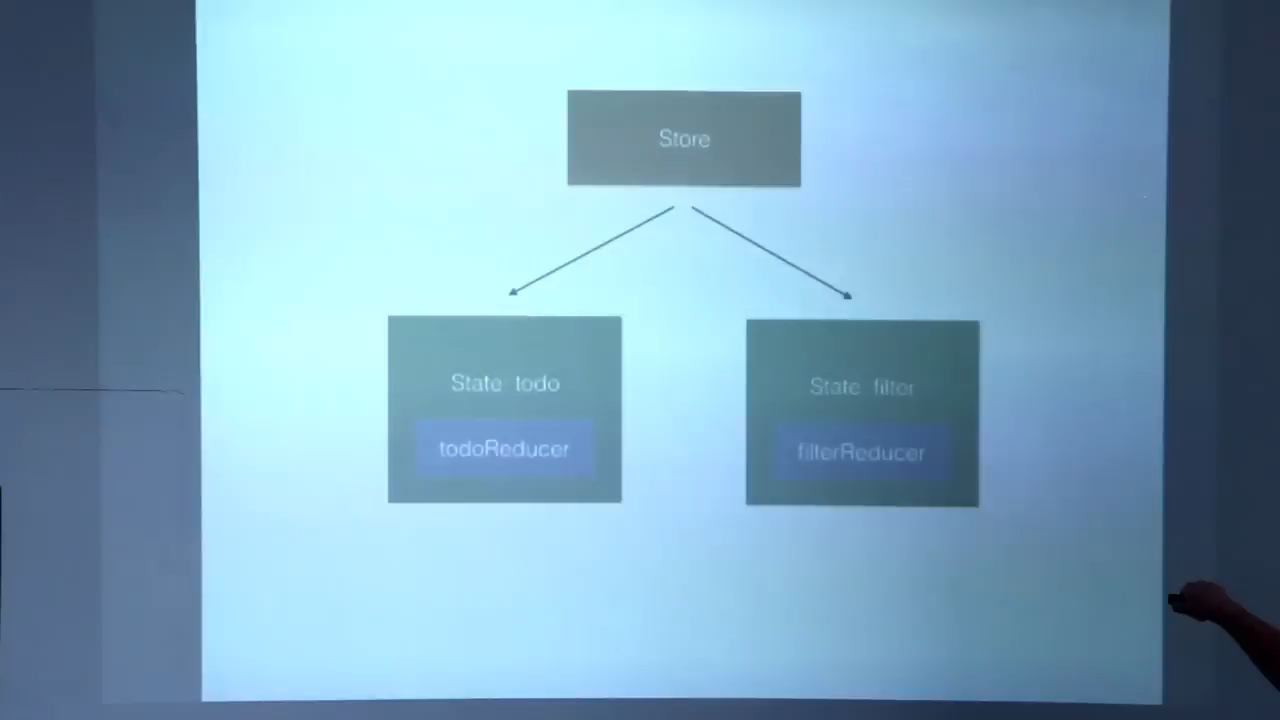 Store
State todo
todoReducer
State filter
filterReducer